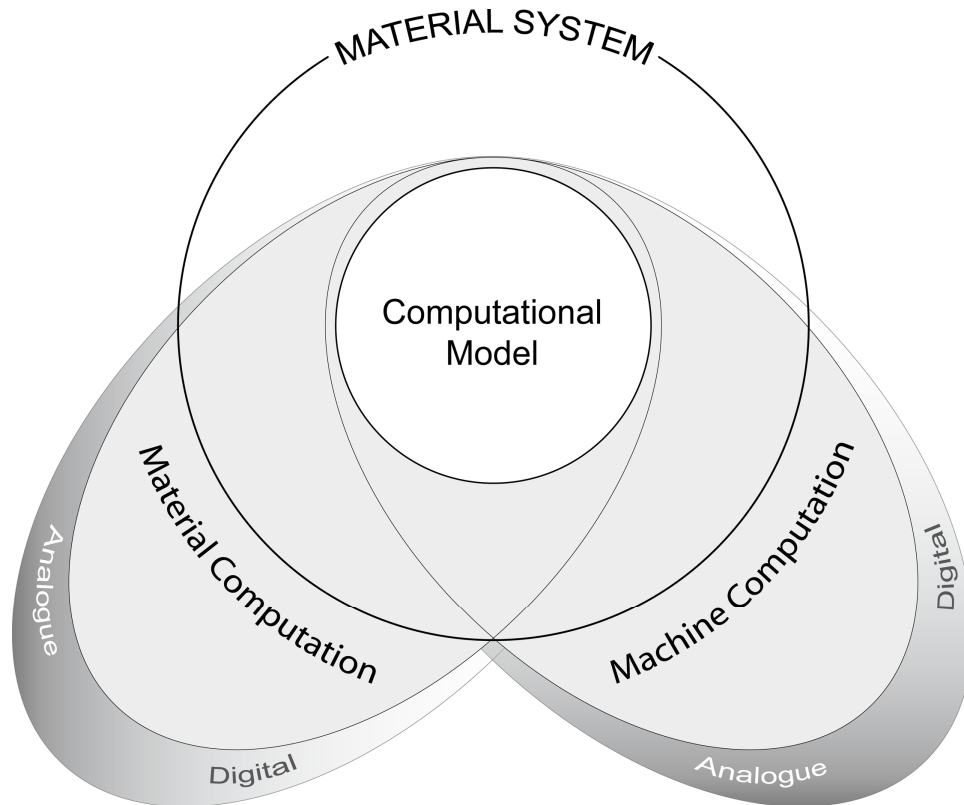 MATERIAL SYSTEM
Computational
Model
Material Computation
Machine Computation
Analogue
Digital
Digital
Analogue